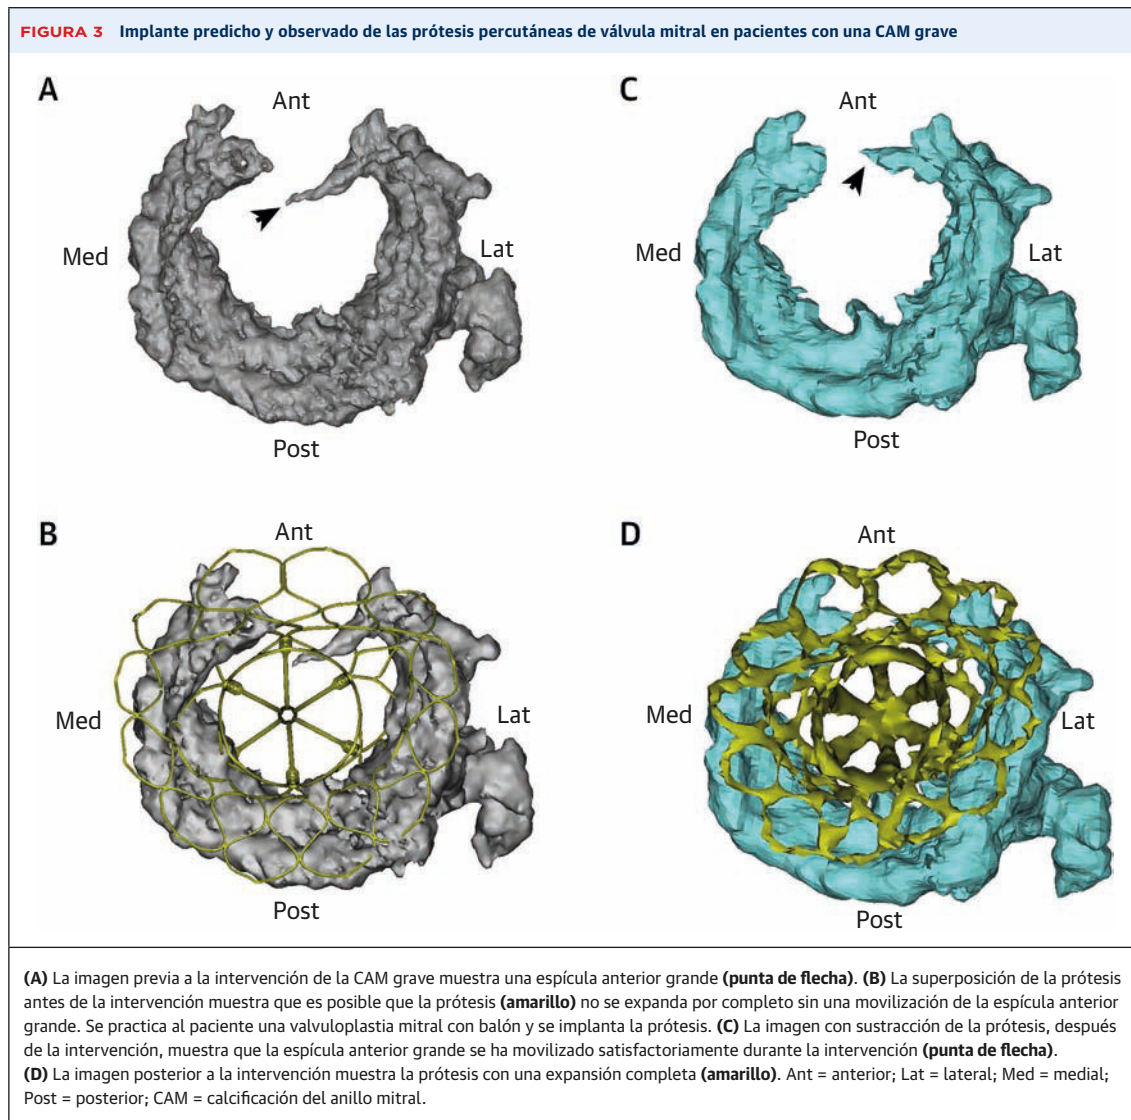 FIGURA 3 Implante predicho y observado de las prótesis percutáneas de válvula mitral en pacientes con una CAM grave
A
Ant
Med
Lat
Post
C
Ant
Med
Lat
Post
B
Ant
Med
Lat
Post
D
Ant
Med
Lat
Post
(A) La imagen previa a la intervención de la CAM grave muestra una espícula anterior grande (punta de flecha). (B) La superposición de la prótesis
antes de la intervención muestra que es posible que la prótesis (amarillo) no se expanda por completo sin una movilización de la espícula anterior
grande. Se practica al paciente una valvuloplastia mitral con balón y se implanta la prótesis. (C) La imagen con sustracción de la prótesis, después
de la intervención, muestra que la espícula anterior grande se ha movilizado satisfactoriamente durante la intervención (punta de flecha).
(D) La imagen posterior a la intervención muestra la prótesis con una expansión completa (amarillo). Ant = anterior; Lat = lateral; Med = medial;
Post = posterior; CAM = calcificación del anillo mitral.